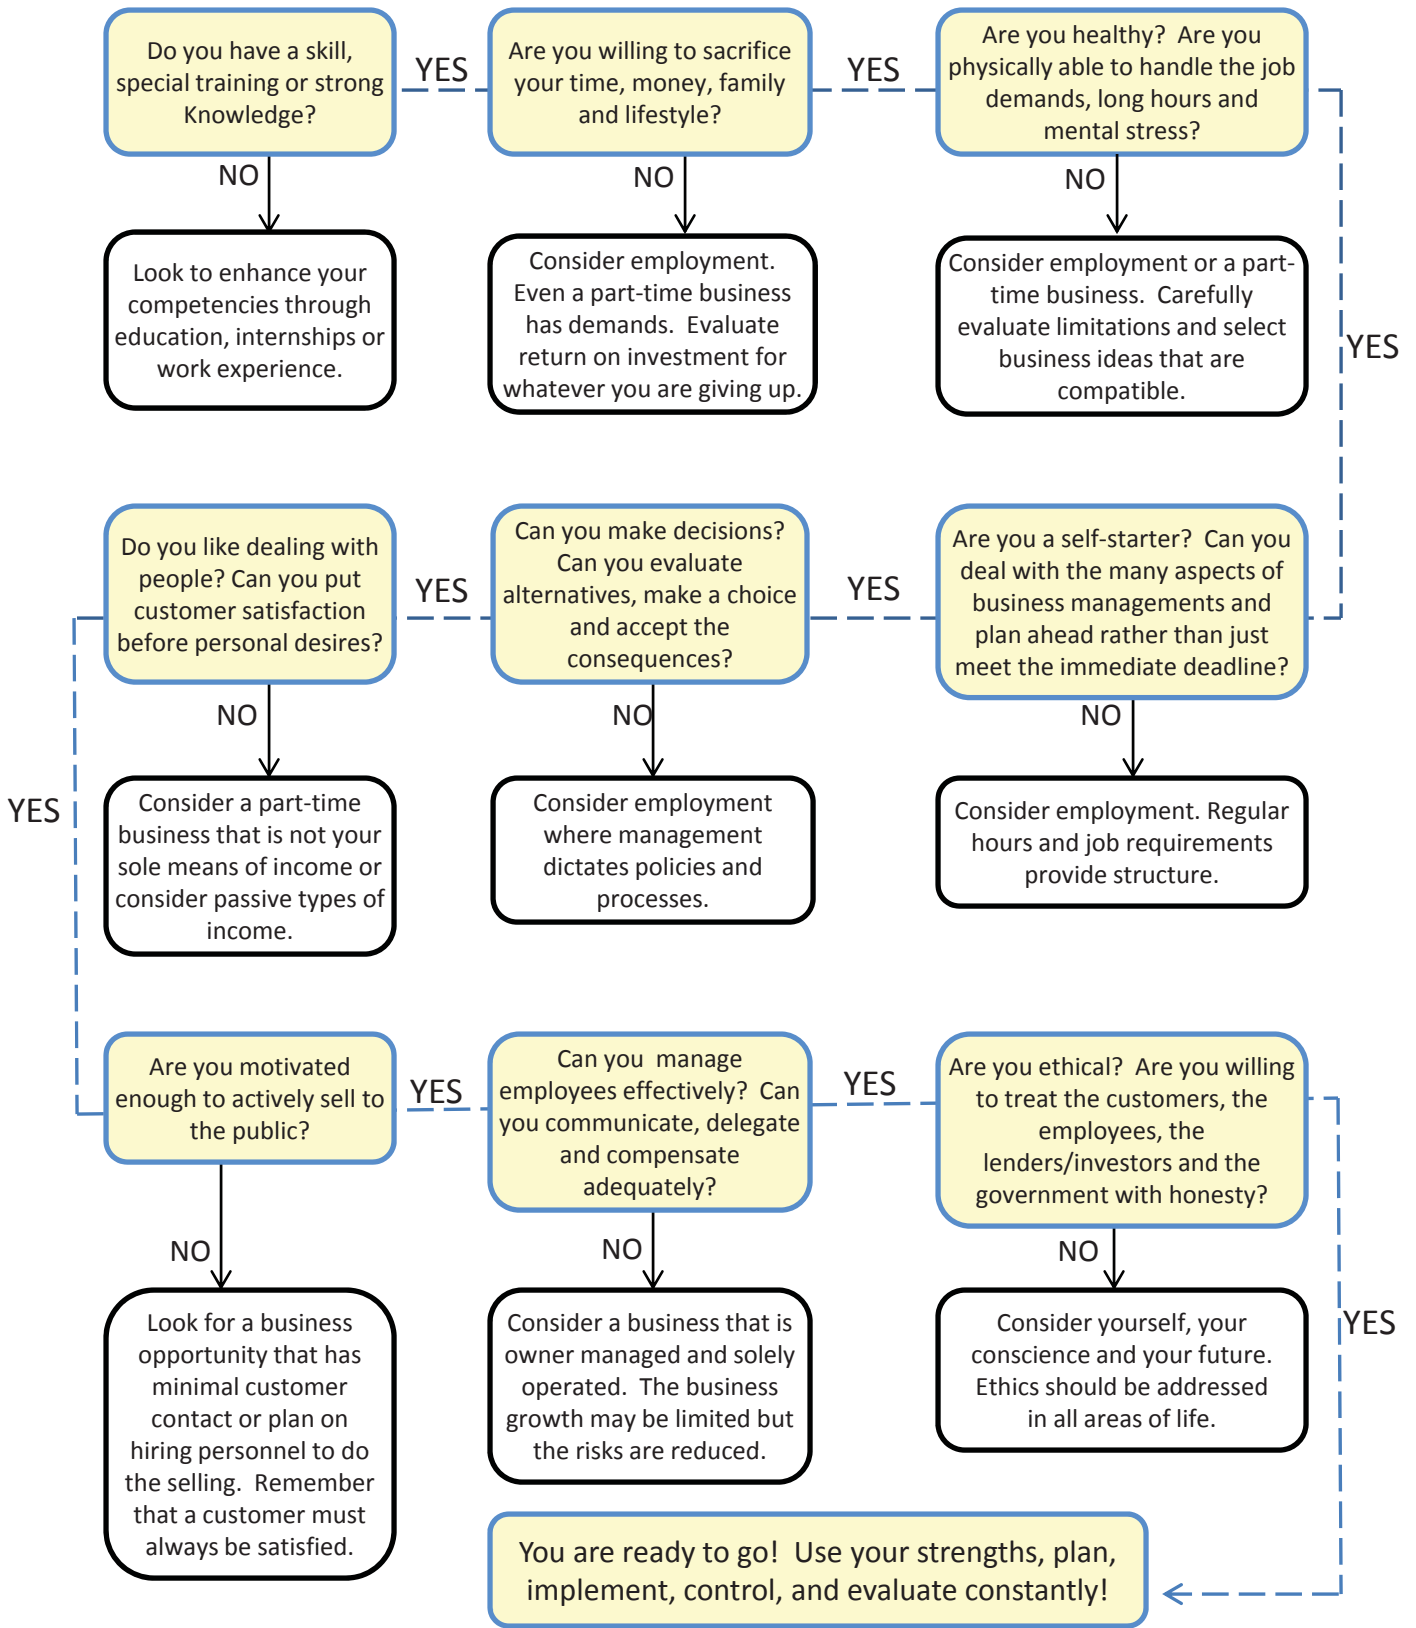 Do you have a skill,
special training or strong
Knowledge?
YES
Are you willing to sacrifice
your time, money, family
and lifestyle?
YES
Are you healthy?  Are you
physically able to handle the job
demands, long hours and
mental stress?
YES
NO
Look to enhance your
competencies through
education, internships or
work experience.
NO
Consider employment.
Even a part-time business
has demands.  Evaluate
return on investment for
whatever you are giving up.
NO
Consider employment or a part-
time business.  Carefully
evaluate limitations and select
business ideas that are
compatible.
Are you a self-starter?  Can you
deal with the many aspects of
business managements and
plan ahead rather than just
meet the immediate deadline?
YES
Can you make decisions?
Can you evaluate
alternatives, make a choice
and accept the
consequences?
YES
Do you like dealing with
people? Can you put
customer satisfaction
before personal desires?
YES
NO
Consider employment. Regular
hours and job requirements
provide structure.
NO
Consider employment
where management
dictates policies and
processes.
NO
Consider a part-time
business that is not your
sole means of income or
consider passive types of
income.
Are you motivated
enough to actively sell to
the public?
YES
Can you  manage
employees effectively?  Can
you communicate, delegate
and compensate
adequately?
YES
Are you ethical?  Are you willing
to treat the customers, the
employees, the
lenders/investors and the
government with honesty?
YES
NO
Look for a business
opportunity that has
minimal customer
contact or plan on
hiring personnel to do
the selling.  Remember
that a customer must
always be satisfied.
NO
Consider a business that is
owner managed and solely
operated.  The business
growth may be limited but
the risks are reduced.
NO
Consider yourself, your
conscience and your future.
Ethics should be addressed
in all areas of life.
You are ready to go!  Use your strengths, plan,
implement, control, and evaluate constantly!